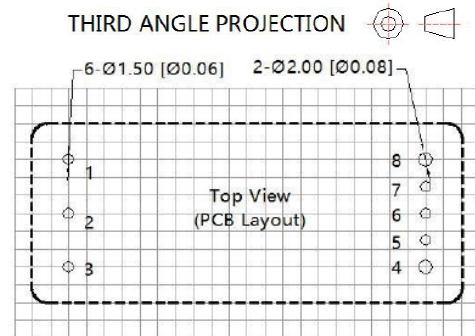 THIRD ANGLE PROJECTION
6-Ø1.50 [Ø0.06]
2-Ø2.00 [Ø0.08]
1
8
7
Top View
2
6
(PCB Layout)
5
3
4